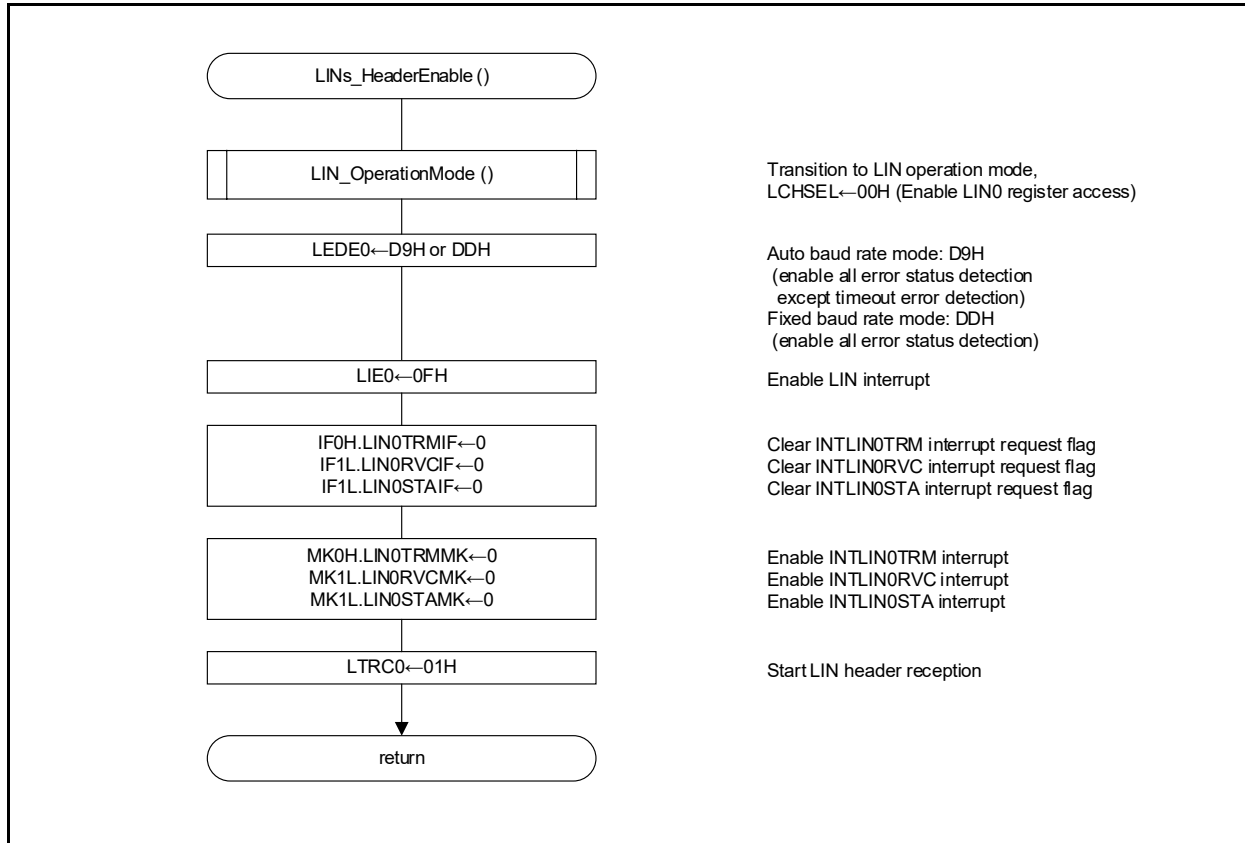 LINs_HeaderEnable ()
LIN_OperationMode ()
Transition to LIN operation mode,
LCHSEL←00H (Enable LIN0 register access)
LEDE0←D9H or DDH
Auto baud rate mode: D9H
(enable all error status detection
except timeout error detection)
Fixed baud rate mode: DDH
(enable all error status detection)
LIE0←0FH
Enable LIN interrupt
IF0H.LIN0TRMIF←0
IF1L.LIN0RVCIF←0
IF1L.LIN0STAIF←0
Clear INTLIN0TRM interrupt request flag
Clear INTLIN0RVC interrupt request flag
Clear INTLIN0STA interrupt request flag
MK0H.LIN0TRMMK←0
MK1L.LIN0RVCMK←0
MK1L.LIN0STAMK←0
Enable INTLIN0TRM interrupt
Enable INTLIN0RVC interrupt
Enable INTLIN0STA interrupt
LTRC0←01H
Start LIN header reception
return